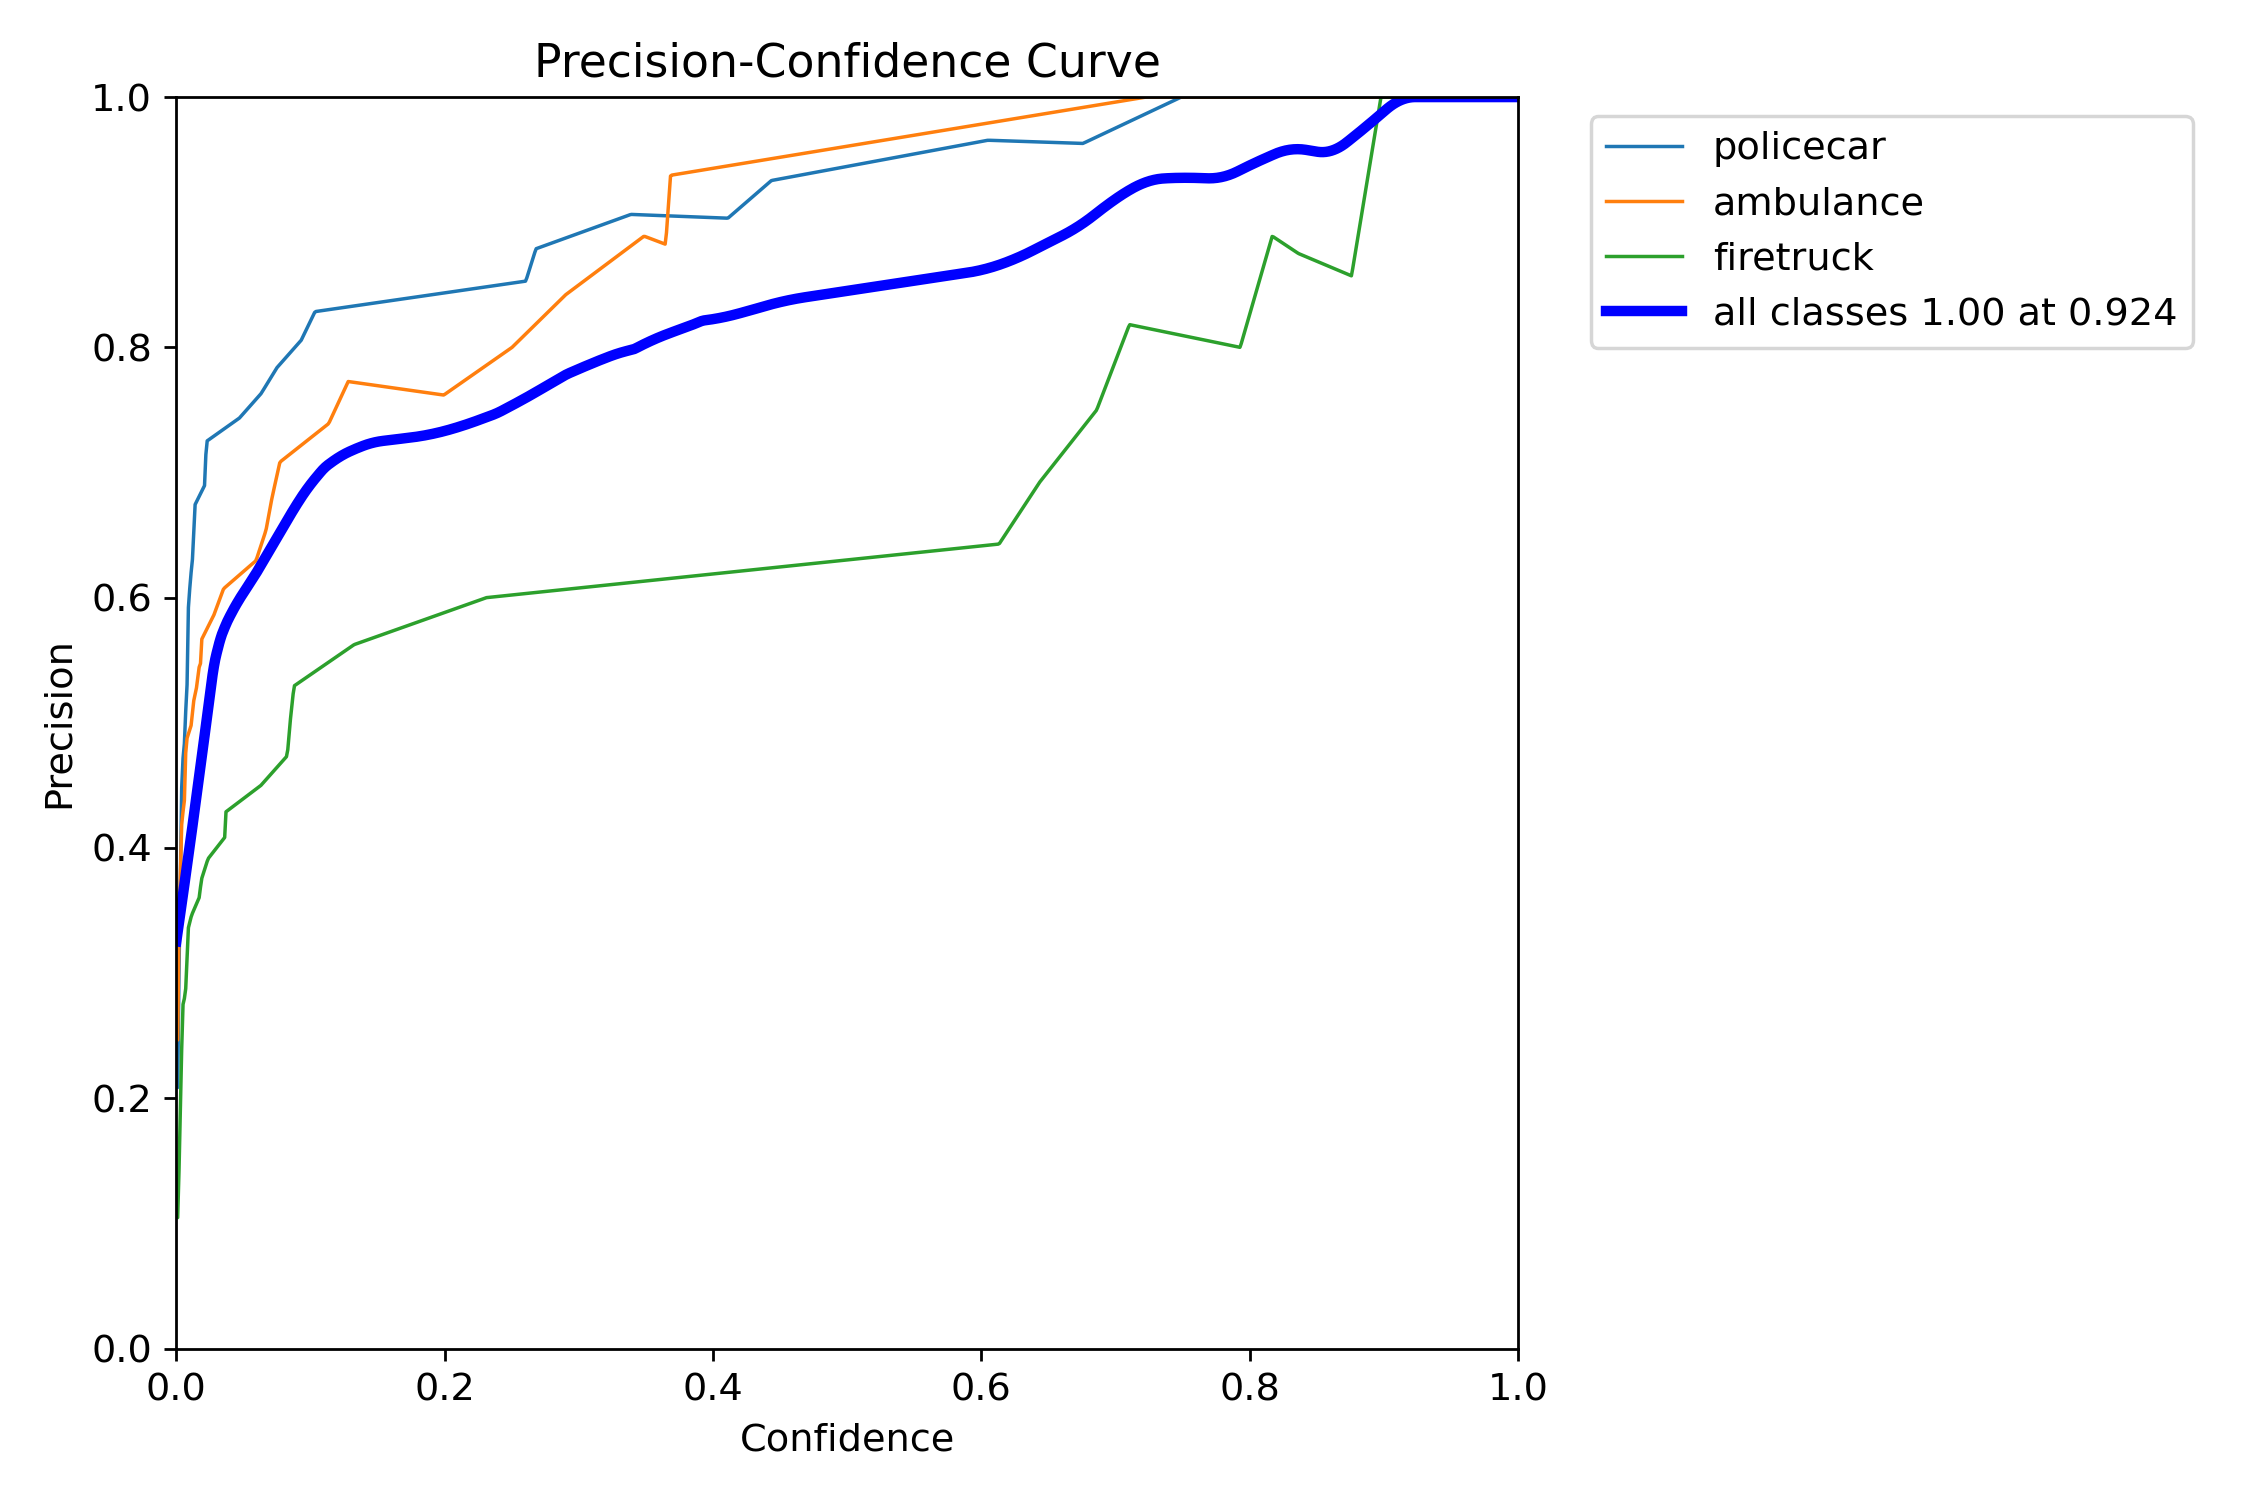 Precision-Confidence Curve
1.0
0.8
0.6
0.4
0.2
0.0
Precision
0.0 0.2 0.4 0.6 0.8 1.0
Confidence
policecar
ambulance
firetruck
all classes 1.00 at 0.924